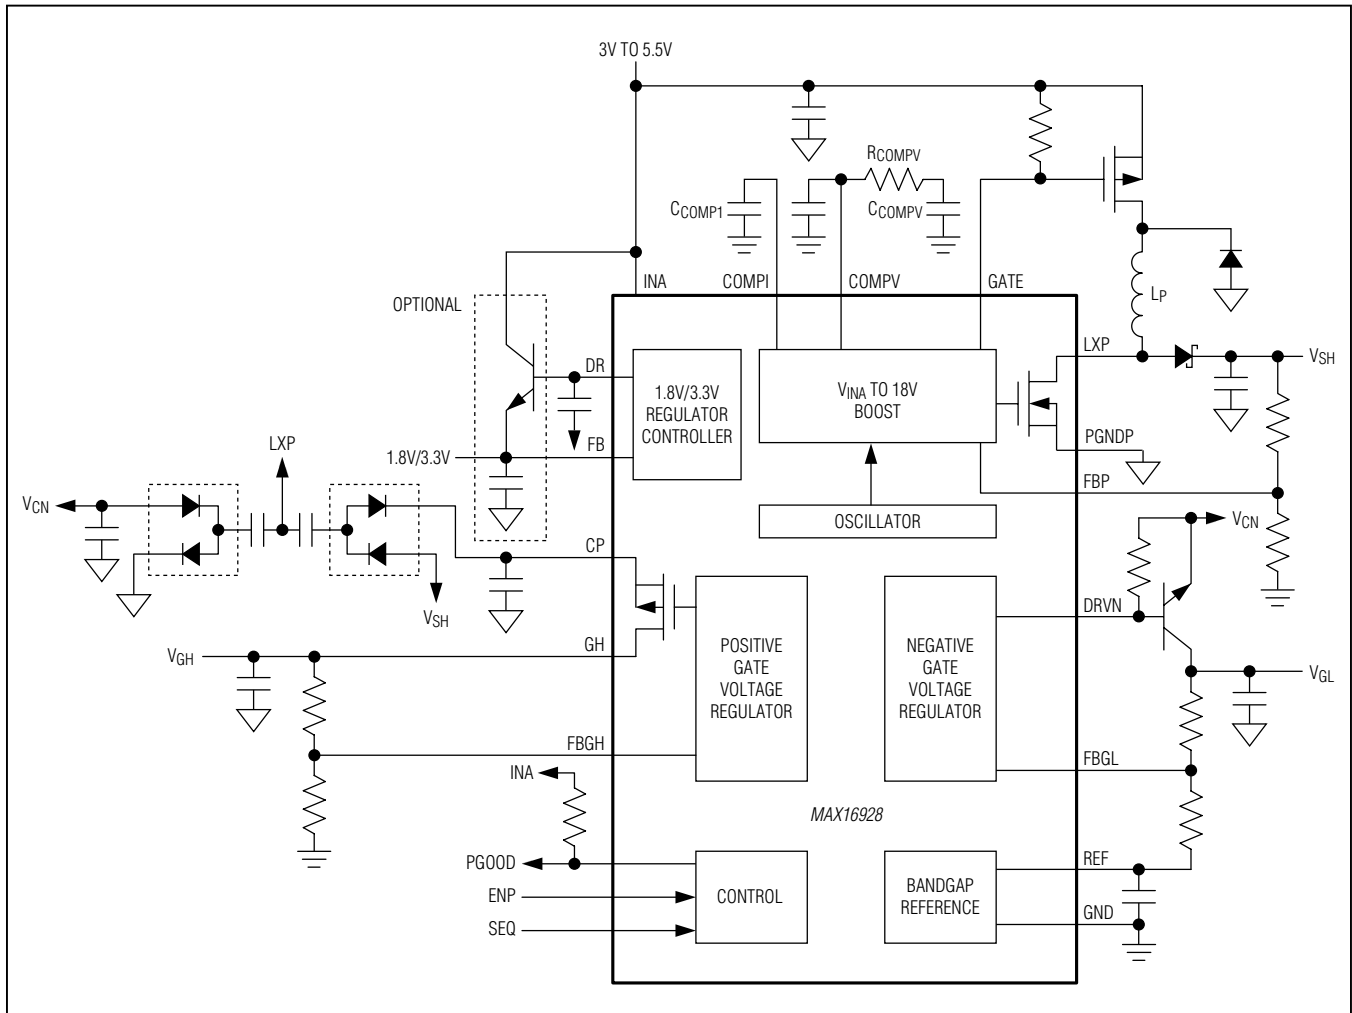 3V TO 5.5V
RCOMPV
CCOMP1
CCOMPV
INA
COMPI
COMPV
GATE
OPTIONAL
LP
LXP
VSH
DR
1.8V/3.3V
REGULATOR
CONTROLLER
VINA TO 18V
BOOST
PGNDP
LXP
1.8V/3.3V
FB
FBP
VCN
OSCILLATOR
VCN
CP
VSH
DRVN
GH
VGH
POSITIVE
GATE
VOLTAGE
REGULATOR
NEGATIVE
GATE
VOLTAGE
REGULATOR
VGL
FBGH
FBGL
INA
MAX16928
PGOOD
ENP
SEQ
CONTROL
BANDGAP
REFERENCE
REF
GND